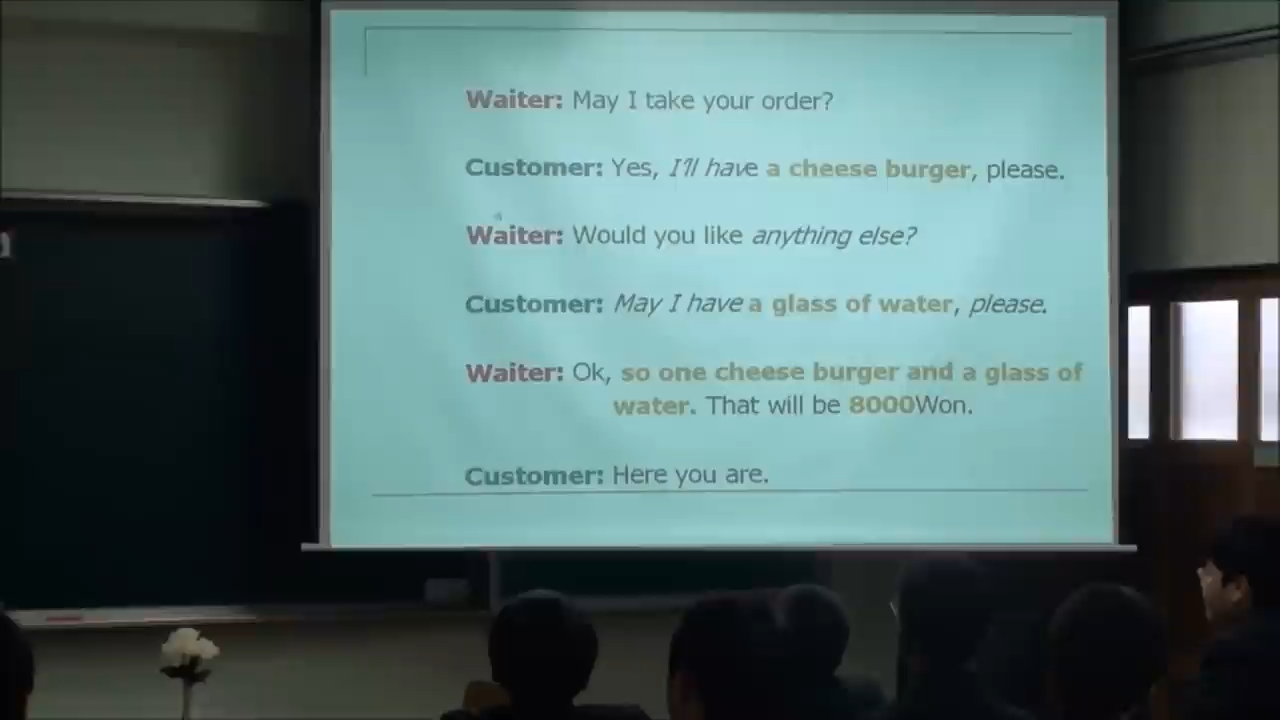 Waiter: May I take your order?
Customer: Yes, I'll have a cheese burger, please.
Waiter: Would you like anything else?
Customer: May I have a glass of water, please.
Waiter: Ok, so one cheese burger and a glass of
water. That will be 8000Won.
Customer: Here you are.